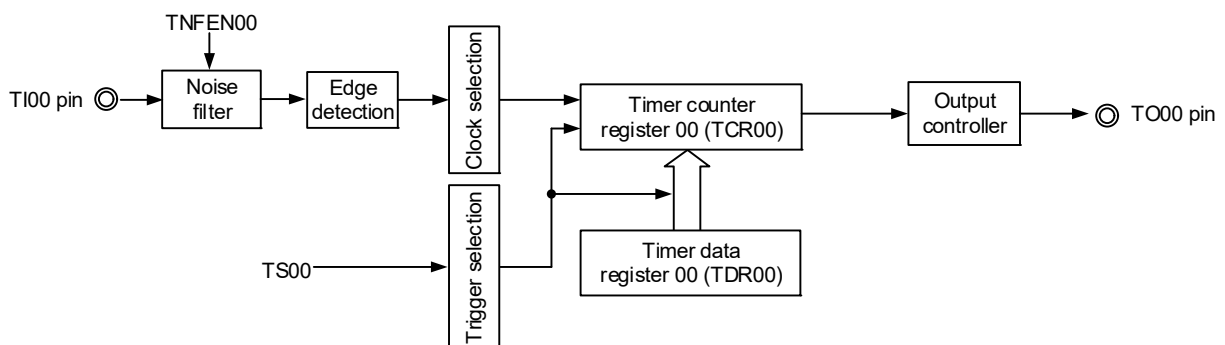 TNFEN00
TI00 pin
Noise
filter
Edge
detection
Clock selection
Timer counter
register 00 (TCR00)
Output
controller
TO00 pin
TS00
Trigger selection
Timer data
register 00 (TDR00)